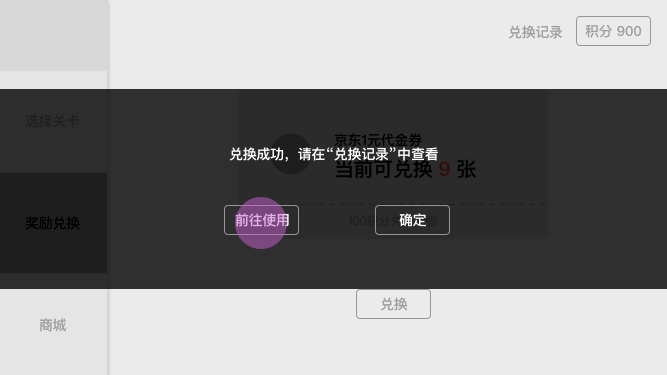 兑换记录
积分 900
选择关卡
京东1元代金券
兑换成功，请在“兑换记录”中查看
当前可兑换 9 张
奖励兑换
前往使用
确定
兑换
商城